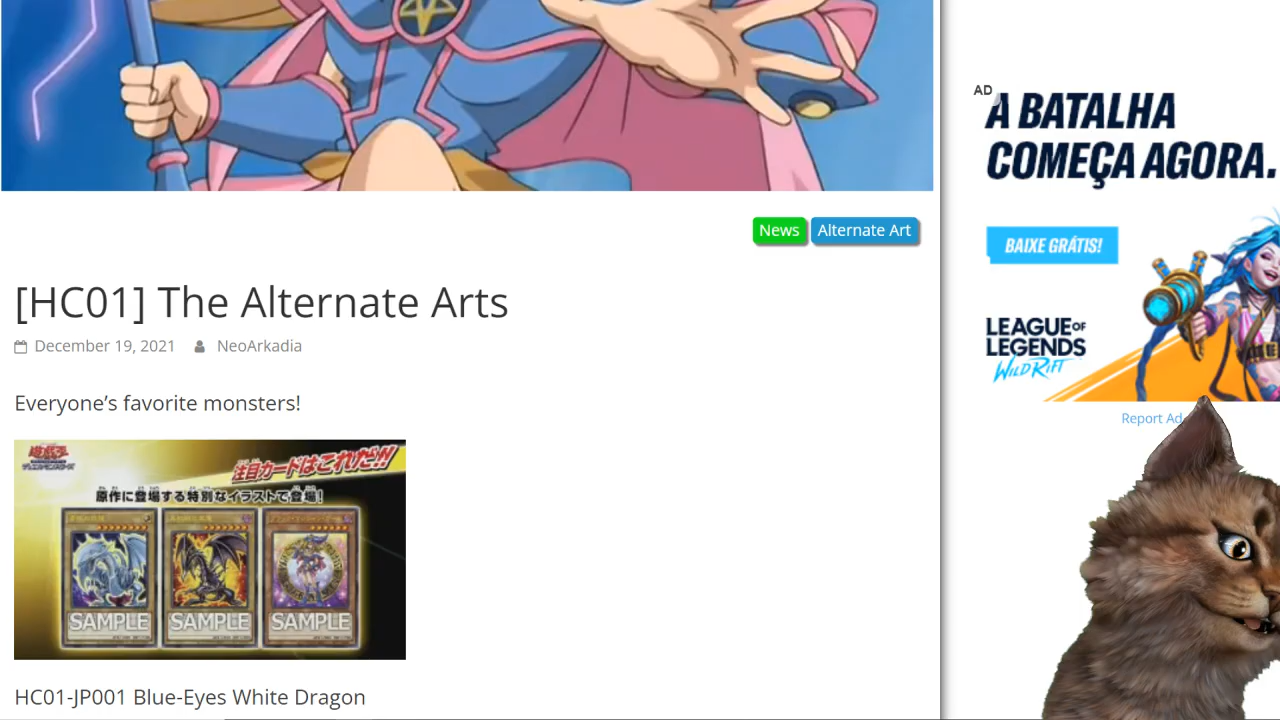 News Alternate Art
[HC01] The Alternate Arts
December 19, 2021 NeoArkadia
Everyone’s favorite monsters!
遊戯王
注目カードはこれだ!!
原作に登場する特別なイラストで登場!
SAMPLE SAMPLE SAMPLE
HC01-JP001 Blue-Eyes White Dragon
AD
A BATALHA
COMEÇA AGORA.
BAIXE GRÁTIS!
LEAGUE OF
LEGENDS
WILD RIFT
Report Ad